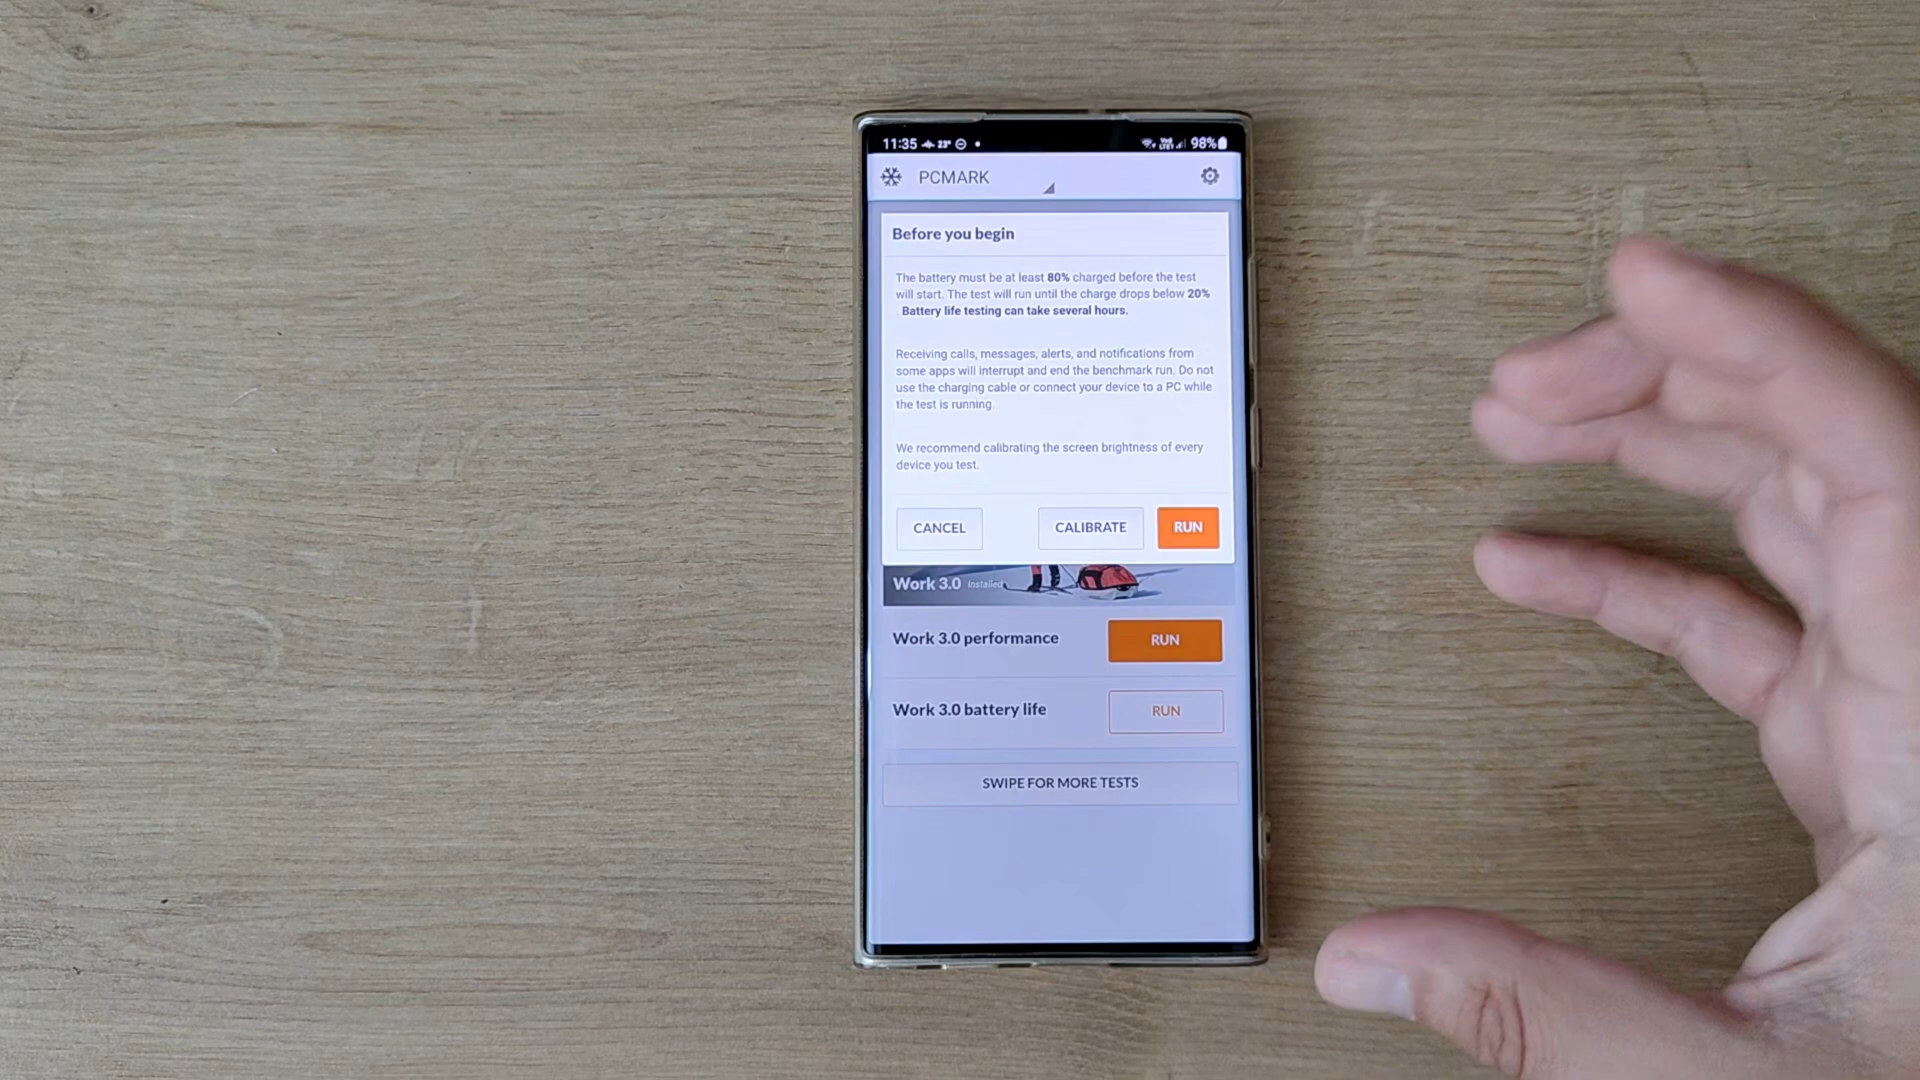 11:35 23° 98%
PCMARK
Before you begin
The battery must be at least 80% charged before the test
will start. The test will run until the charge drops below 20%
. Battery life testing can take several hours.
Receiving calls, messages, alerts, and notifications from
some apps will interrupt and end the benchmark run. Do not
use the charging cable or connect your device to a PC while
the test is running.
We recommend calibrating the screen brightness of every
device you test.
CANCEL CALIBRATE RUN
Work 3.0 Installed
Work 3.0 performance RUN
Work 3.0 battery life RUN
SWIPE FOR MORE TESTS